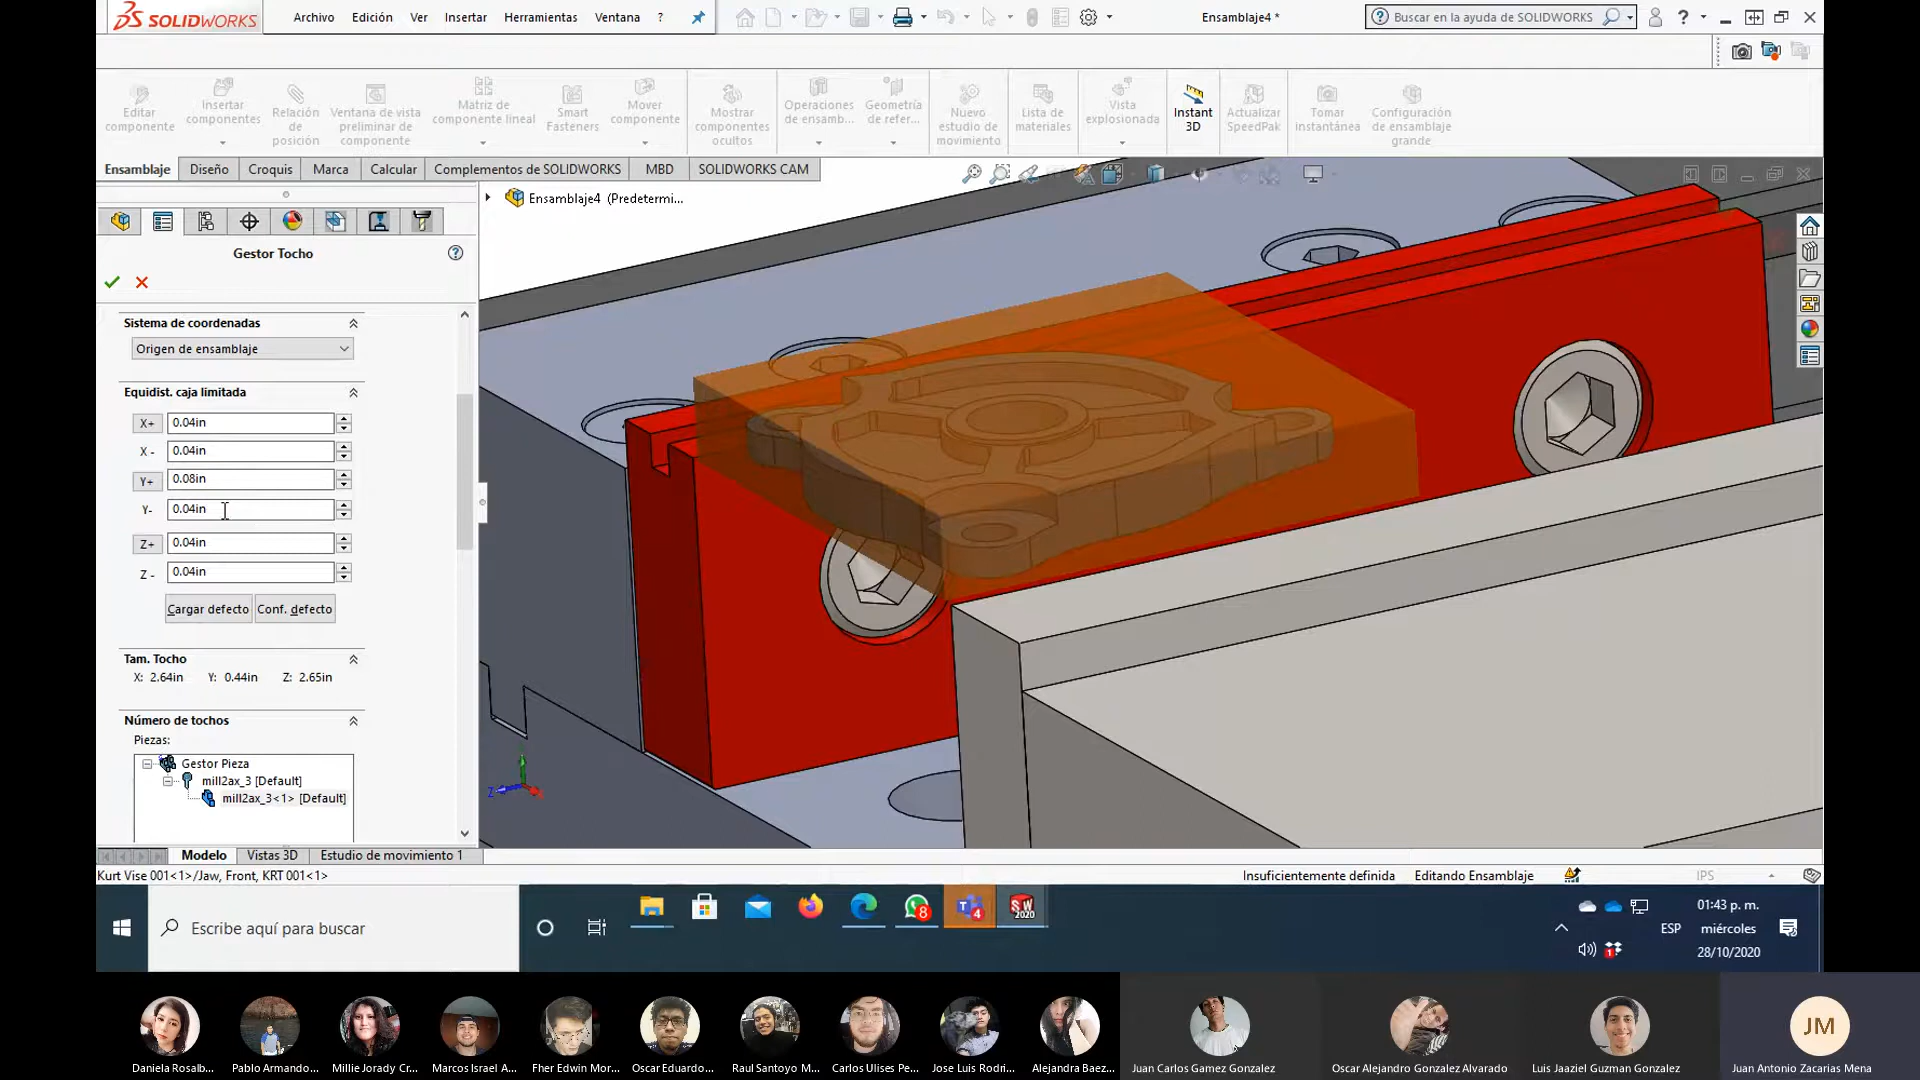 SOLIDWORKS
Archivo Edición Ver Insertar Herramientas Ventana ?
Ensamblaje4 *
Buscar en la ayuda de SOLIDWORKS
?
Editar componente
Insertar componentes
Relación de posición
Ventana de vista preliminar de componente
Matriz de componente lineal
Smart Fasteners
Mover componente
Mostrar componentes ocultos
Operaciones de ensamb...
Geometría de refer...
Nuevo estudio de movimiento
Lista de materiales
Vista explosionada
Instant 3D
Actualizar SpeedPak
Tomar instantánea
Configuración de ensamblaje grande
Ensamblaje Diseño Croquis Marca Calcular Complementos de SOLIDWORKS MBD SOLIDWORKS CAM
Ensamblaje4 (Predetermi...
Gestor Tocho
Sistema de coordenadas
Origen de ensamblaje
Equidist. caja limitada
X+ 0.04in
X - 0.04in
Y+ 0.08in
Y- 0.04in
Z+ 0.04in
Z - 0.04in
Cargar defecto Conf. defecto
Tam. Tocho
X: 2.64in Y: 0.44in Z: 2.65in
Número de tochos
Piezas:
Gestor Pieza
mill2ax_3 [Default]
mill2ax_3<1> [Default]
Z
Modelo Vistas 3D Estudio de movimiento 1
Kurt Vise 001<1>/Jaw, Front, KRT 001<1>
Insuficientemente definida Editando Ensamblaje IPS
Escribe aquí para buscar
8
4
SW 2020
ESP
01:43 p. m.
miércoles
28/10/2020
1
JM
Daniela Rosalb... Pablo Armando... Millie Jorady Cr... Marcos Israel A... Fher Edwin Mor... Oscar Eduardo... Raul Santoyo M... Carlos Ulises Pe... Jose Luis Rodri... Alejandra Baez... Juan Carlos Gamez Gonzalez Oscar Alejandro Gonzalez Alvarado Luis Jaaziel Guzman Gonzalez Juan Antonio Zacarias Mena